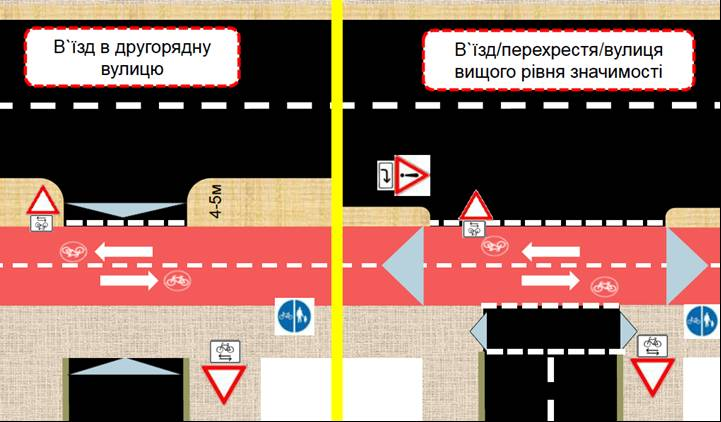 В`їзд в другорядну
вулицю
В`їзд/перехрестя/вулиця
вищого рівня значимості
4-5м